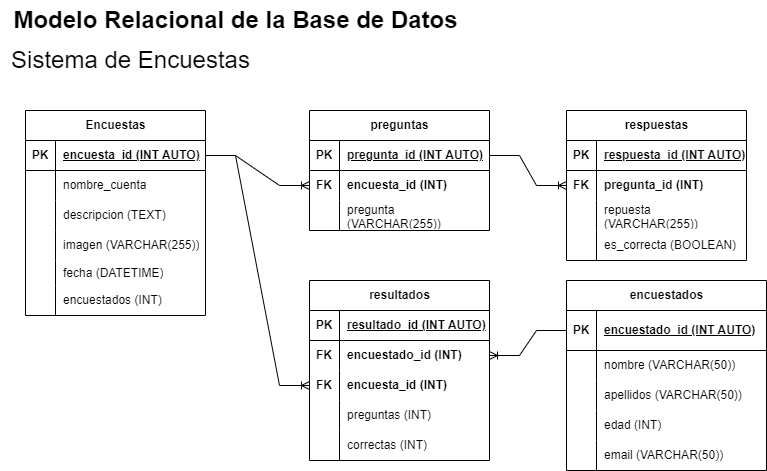 Modelo Relacional de la Base de Datos
Sistema de Encuestas
Encuestas
PK encuesta_id (INT AUTO)
nombre_cuenta
descripcion (TEXT)
imagen (VARCHAR(255))
fecha (DATETIME)
encuestados (INT)
preguntas
PK pregunta_id (INT AUTO)
FK encuesta_id (INT)
pregunta
(VARCHAR(255))
respuestas
PK respuesta_id (INT AUTO)
FK pregunta_id (INT)
repuesta
(VARCHAR(255))
es_correcta (BOOLEAN)
resultados
PK resultado_id (INT AUTO)
FK encuestado_id (INT)
FK encuesta_id (INT)
preguntas (INT)
correctas (INT)
encuestados
PK encuestado_id (INT AUTO)
nombre (VARCHAR(50))
apellidos (VARCHAR(50))
edad (INT)
email (VARCHAR(50))